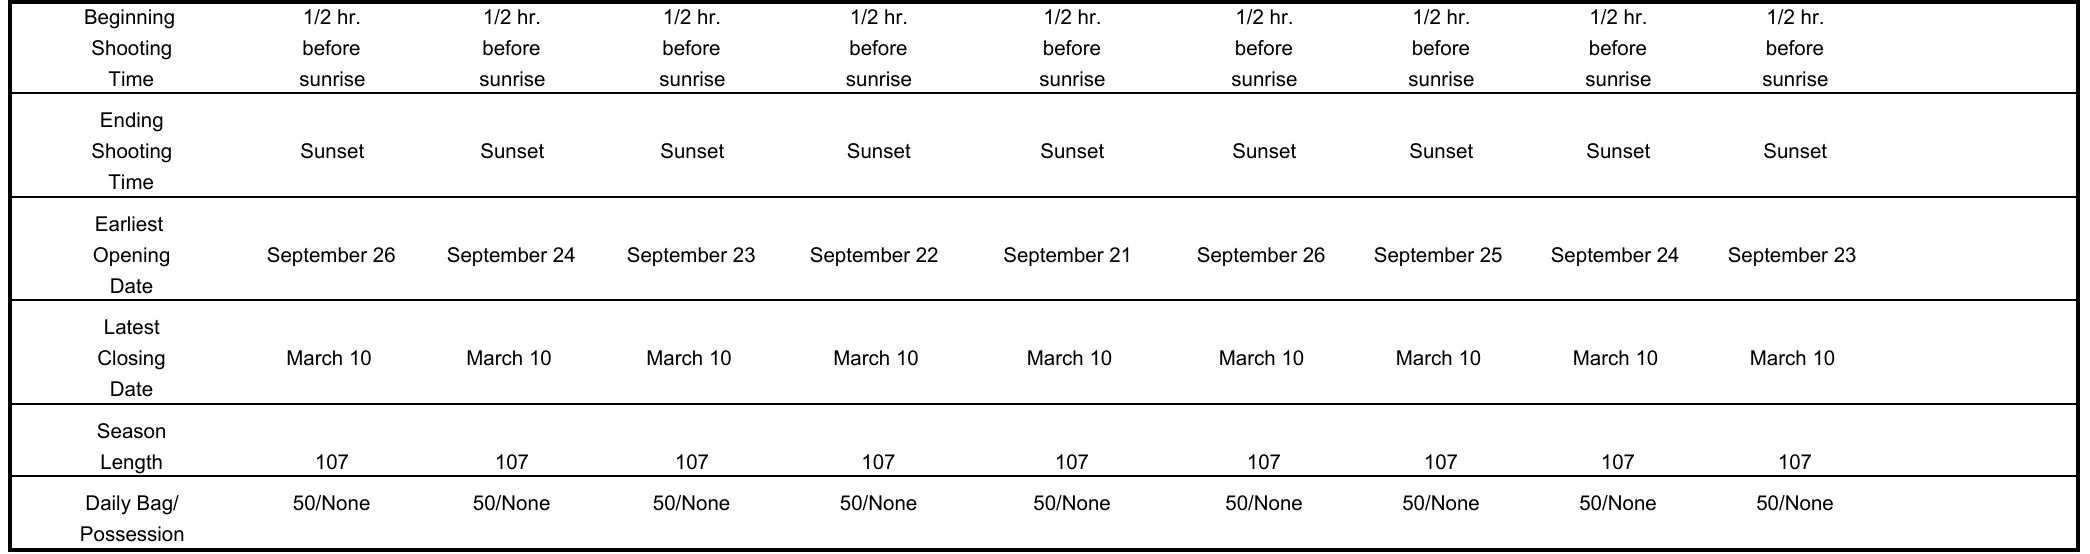 Beginning 1/2 hr. 1/2 hr. 1/2 hr. 1/2 hr. 1/2 hr. 1/2 hr. 1/2 hr. 1/2 hr. 1/2 hr.
Shooting before before before before before before before before before
Time sunrise sunrise sunrise sunrise sunrise sunrise sunrise sunrise sunrise
Ending
Shooting Sunset Sunset Sunset Sunset Sunset Sunset Sunset Sunset Sunset
Time
Earliest
Opening September 26 September 24 September 23 September 22 September 21 September 26 September 25 September 24 September 23
Date
Latest
Closing March 10 March 10 March 10 March 10 March 10 March 10 March 10 March 10 March 10
Date
Season
Length 107 107 107 107 107 107 107 107 107
Daily Bag/ 50/None 50/None 50/None 50/None 50/None 50/None 50/None 50/None 50/None
Possession